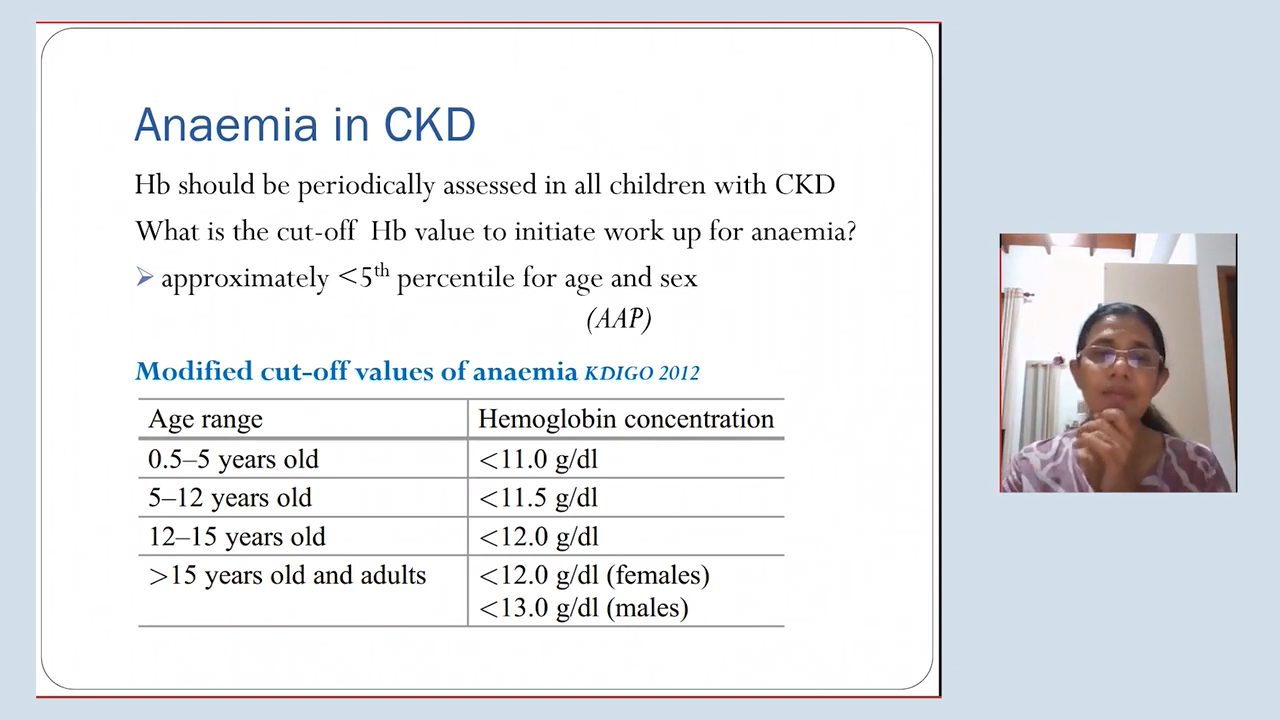 Anaemia in CKD
Hb should be periodically assessed in all children with CKD
What is the cut-off Hb value to initiate work up for anaemia?
approximately <5th percentile for age and sex
(AAP)
Modified cut-off values of anaemia KDIGO 2012
Age range Hemoglobin concentration
0.5–5 years old <11.0 g/dl
5–12 years old <11.5 g/dl
12–15 years old <12.0 g/dl
>15 years old and adults <12.0 g/dl (females)
<13.0 g/dl (males)